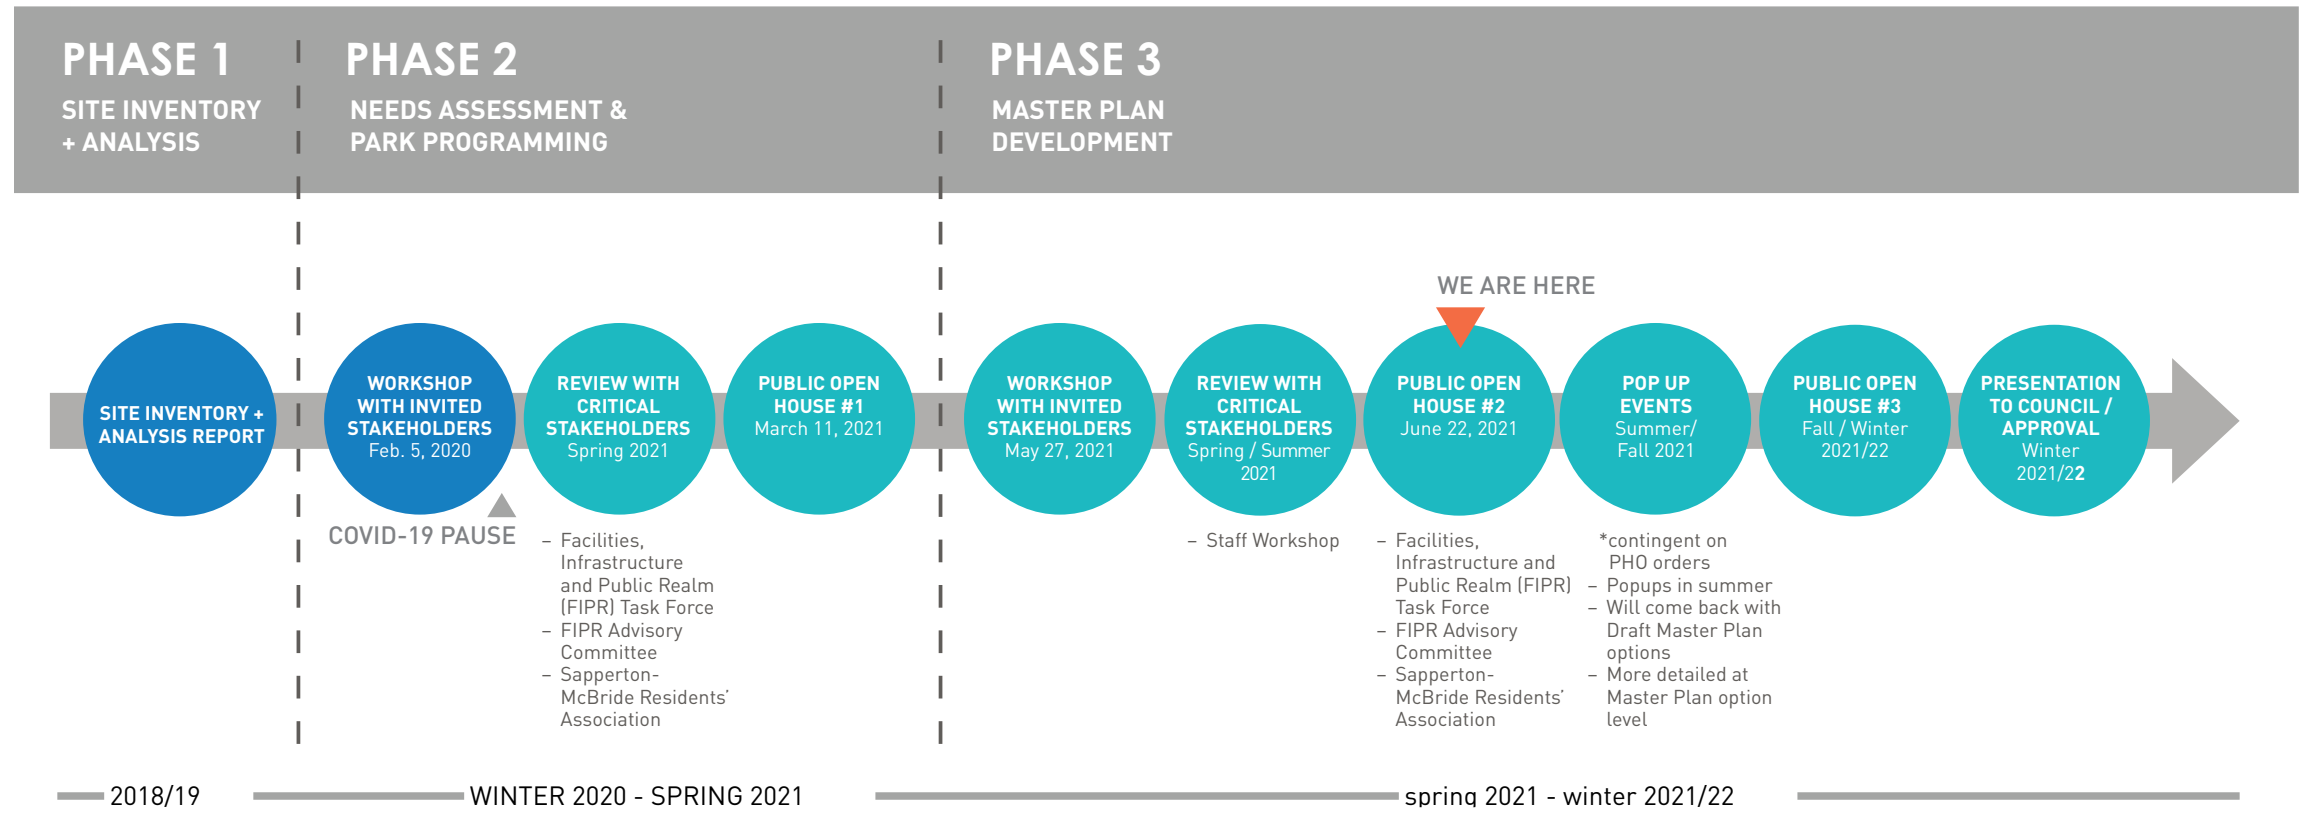 PHASE 1
SITE INVENTORY
+ ANALYSIS
PHASE 2
NEEDS ASSESSMENT &
PARK PROGRAMMING
PHASE 3
MASTER PLAN
DEVELOPMENT
WE ARE HERE
SITE INVENTORY +
ANALYSIS REPORT
WORKSHOP
WITH INVITED
STAKEHOLDERS
Feb. 5, 2020
COVID-19 PAUSE
REVIEW WITH
CRITICAL
STAKEHOLDERS
Spring 2021
– Facilities,
Infrastructure
and Public Realm
(FIPR) Task Force
– FIPR Advisory
Committee
– Sapperton-
McBride Residents’
Association
PUBLIC OPEN
HOUSE #1
March 11, 2021
WORKSHOP
WITH INVITED
STAKEHOLDERS
May 27, 2021
REVIEW WITH
CRITICAL
STAKEHOLDERS
Spring / Summer
2021
– Staff Workshop
PUBLIC OPEN
HOUSE #2
June 22, 2021
– Facilities,
Infrastructure and
Public Realm (FIPR)
Task Force
– FIPR Advisory
Committee
– Sapperton-
McBride Residents’
Association
POP UP
EVENTS
Summer/
Fall 2021
*contingent on
PHO orders
– Popups in summer
– Will come back with
Draft Master Plan
options
– More detailed at
Master Plan option
level
PUBLIC OPEN
HOUSE #3
Fall / Winter
2021/22
PRESENTATION
TO COUNCIL /
APPROVAL
Winter
2021/22
2018/19
WINTER 2020 - SPRING 2021
spring 2021 - winter 2021/22